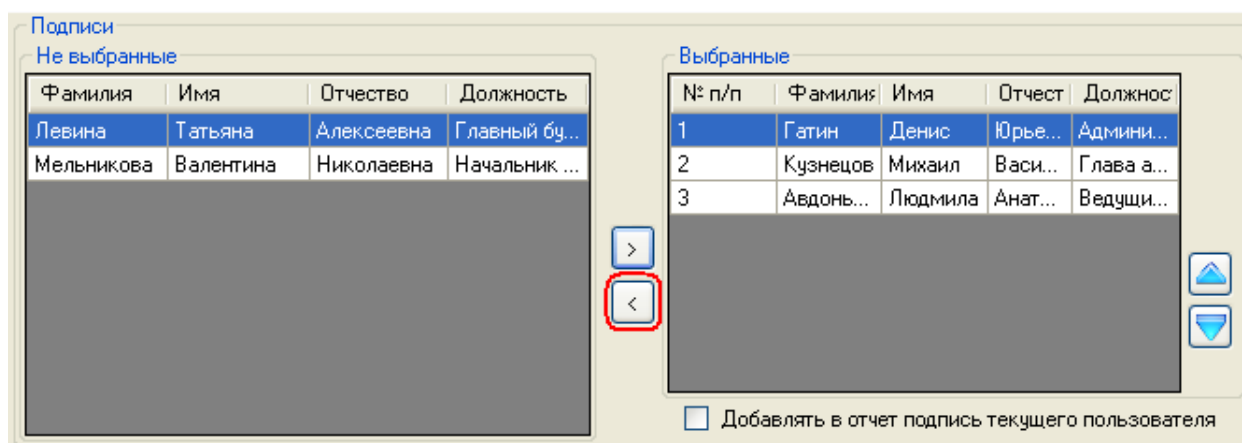 Подписи
Не выбранные
Фамилия Имя Отчество Должность
Левина Татьяна Алексеевна Главный бу...
Мельникова Валентина Николаевна Начальник ...
>
<
Выбранные
№ п/п Фамилия Имя Отчест Должнос
1 Гатин Денис Юрье... Админи...
2 Кузнецов Михаил Васи... Глава а...
3 Авдонь... Людмила Анат... Ведущи...
Добавлять в отчет подпись текущего пользователя